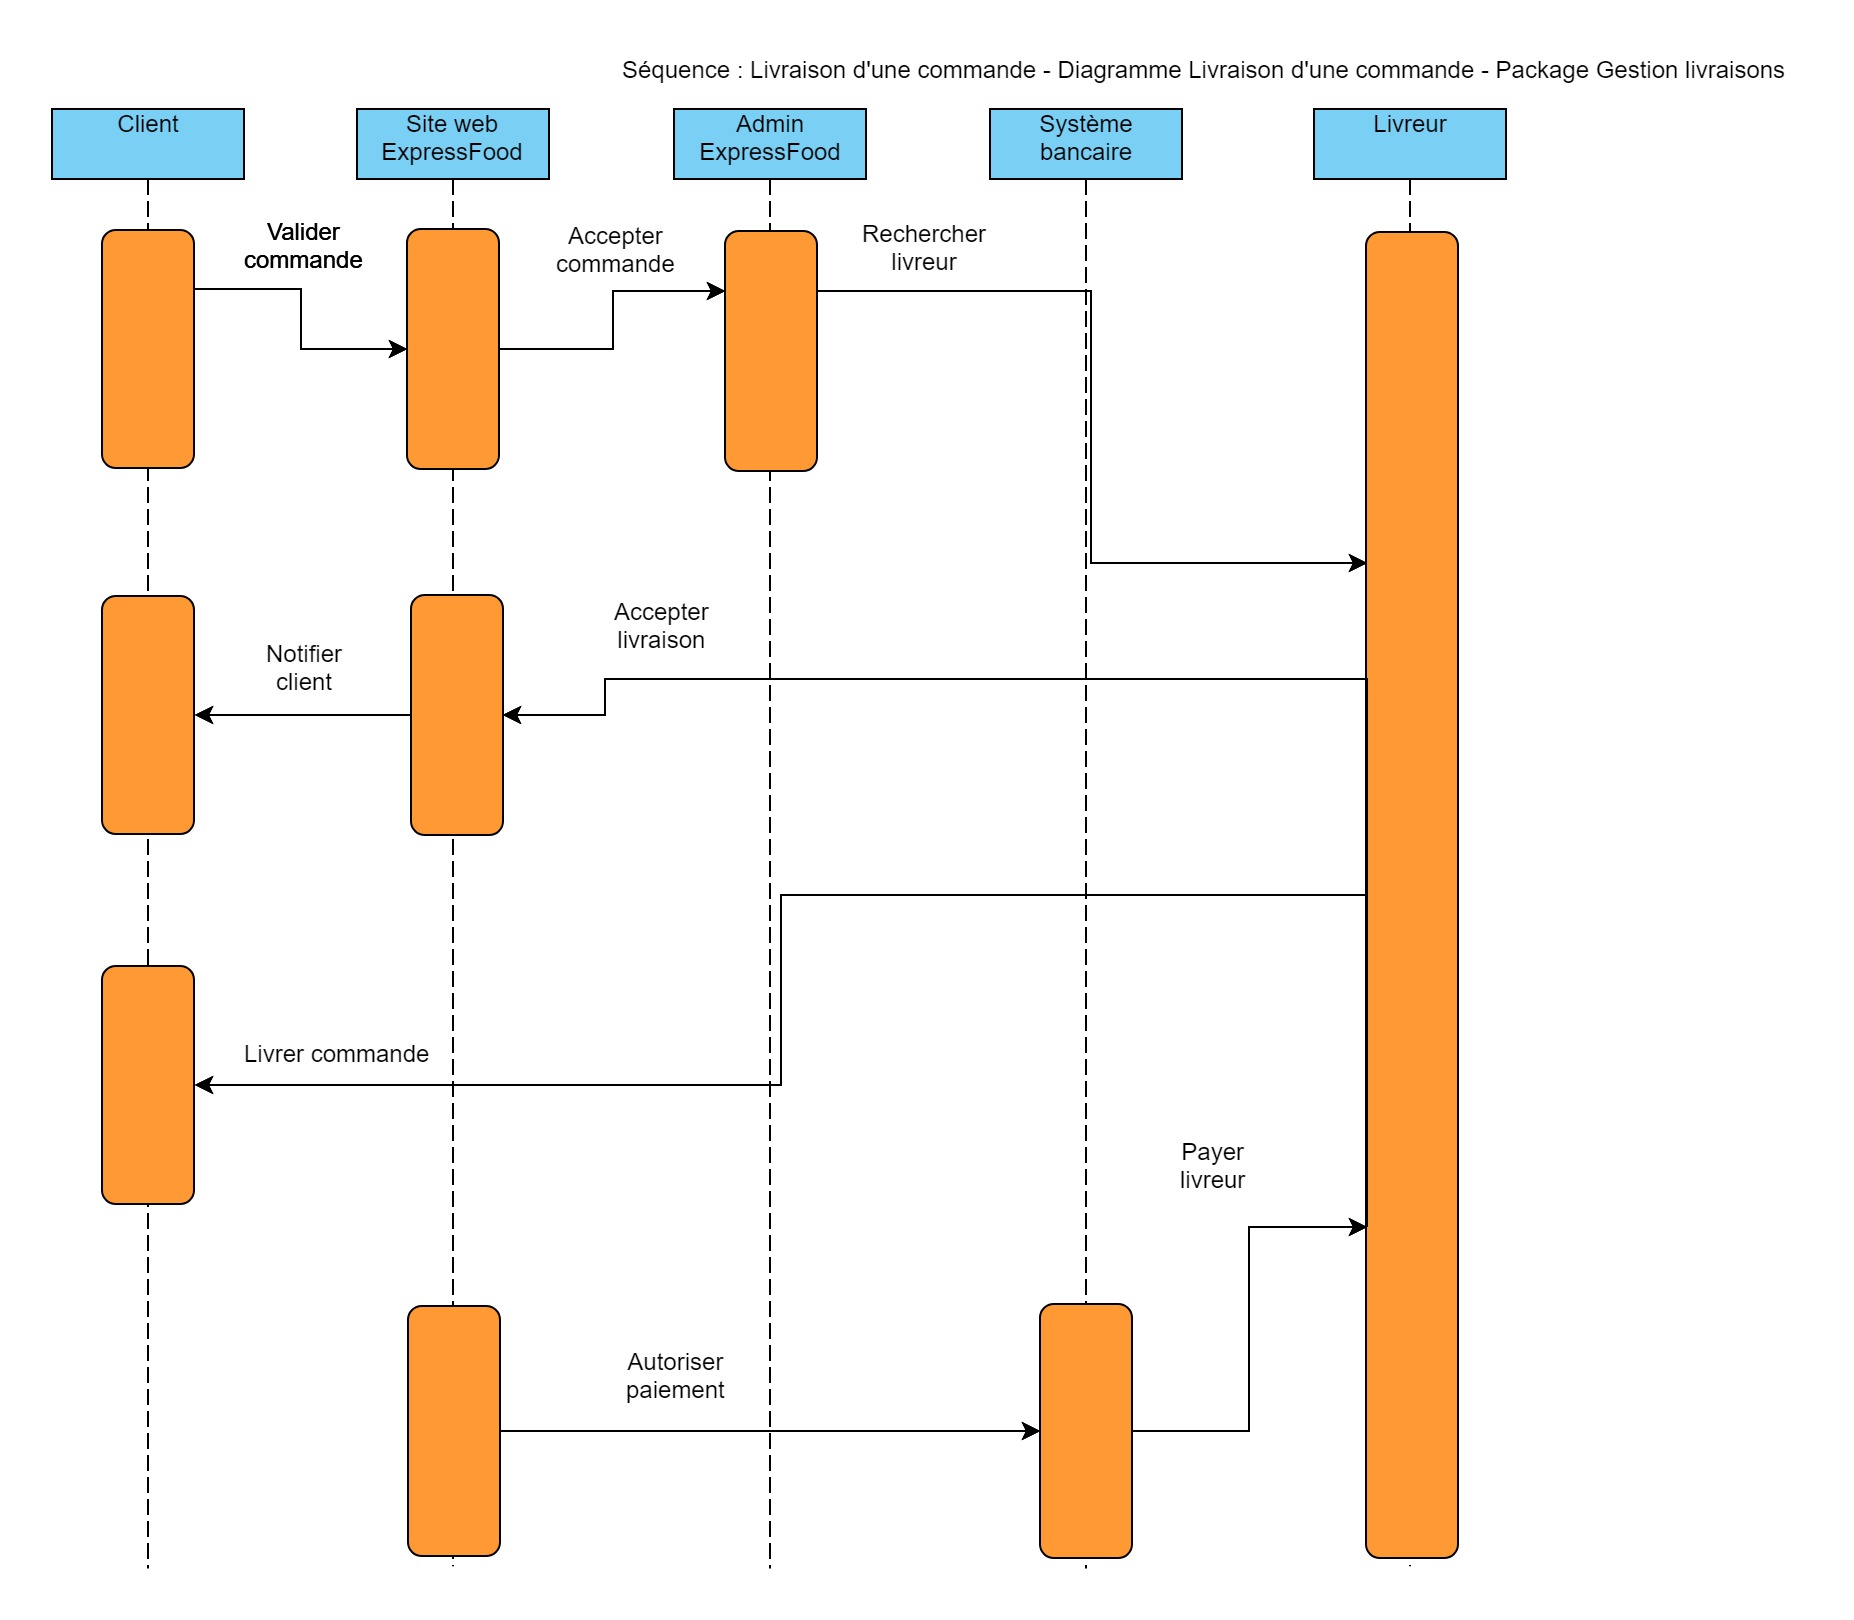 Séquence : Livraison d'une commande - Diagramme Livraison d'une commande - Package Gestion livraisons
Client
Site web
ExpressFood
Admin
ExpressFood
Système
bancaire
Livreur
Valider
commande
Accepter
commande
Rechercher
livreur
Accepter
livraison
Notifier
client
Livrer commande
Payer
livreur
Autoriser
paiement